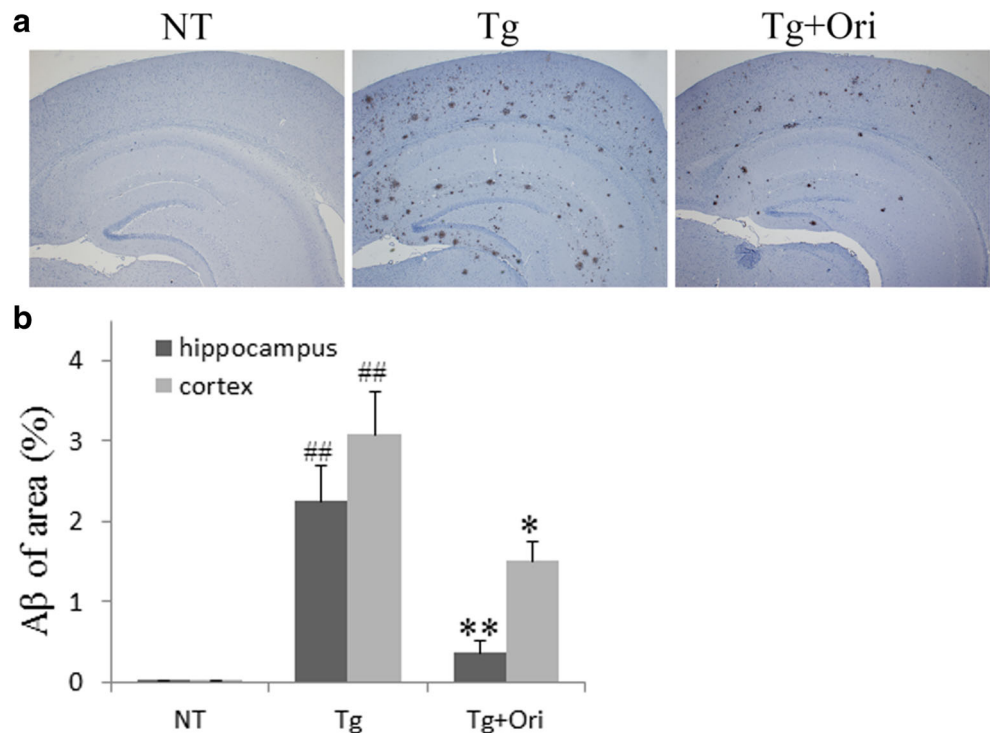 a
NT Tg Tg+Ori
b
hippocampus
cortex
Aβ of area (%)
4
3
2
1
0
##
##
**
*
NT Tg Tg+Ori